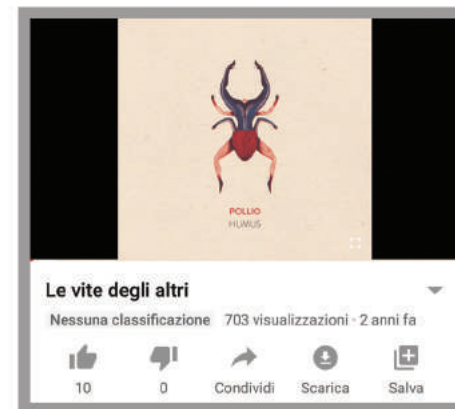 POLLIO
HUMUS
Le vite degli altri
Nessuna classificazione 703 visualizzazioni · 2 anni fa
10 0 Condividi Scarica Salva